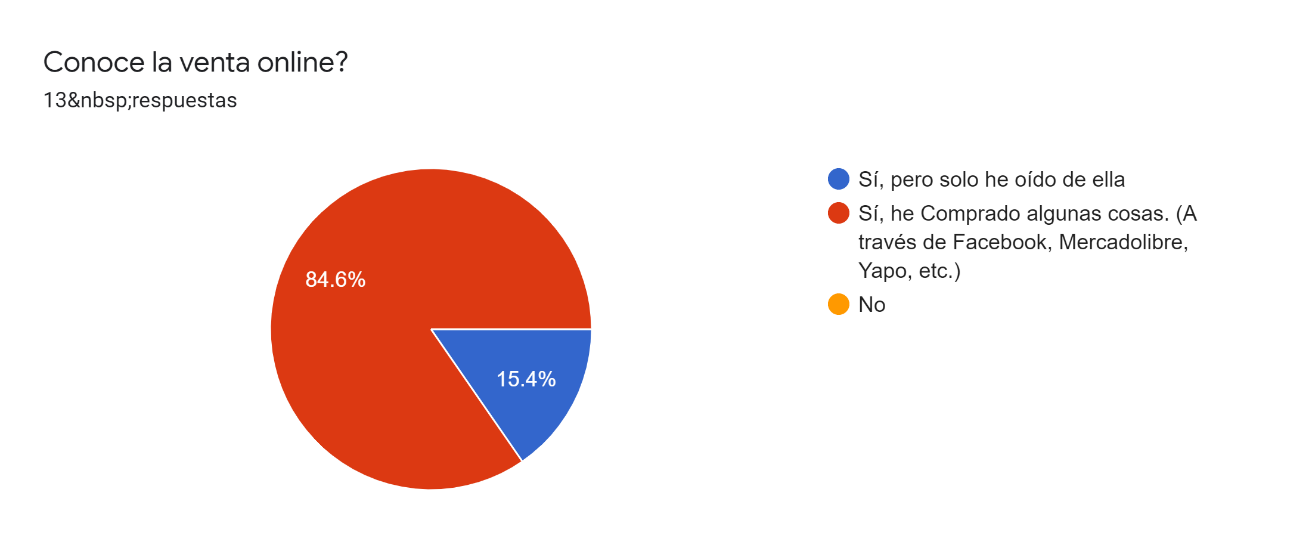 Conoce la venta online?
13&nbsp;respuestas
84.6%
15.4%
Sí, pero solo he oído de ella
Sí, he Comprado algunas cosas. (A
través de Facebook, Mercadolibre,
Yapo, etc.)
No